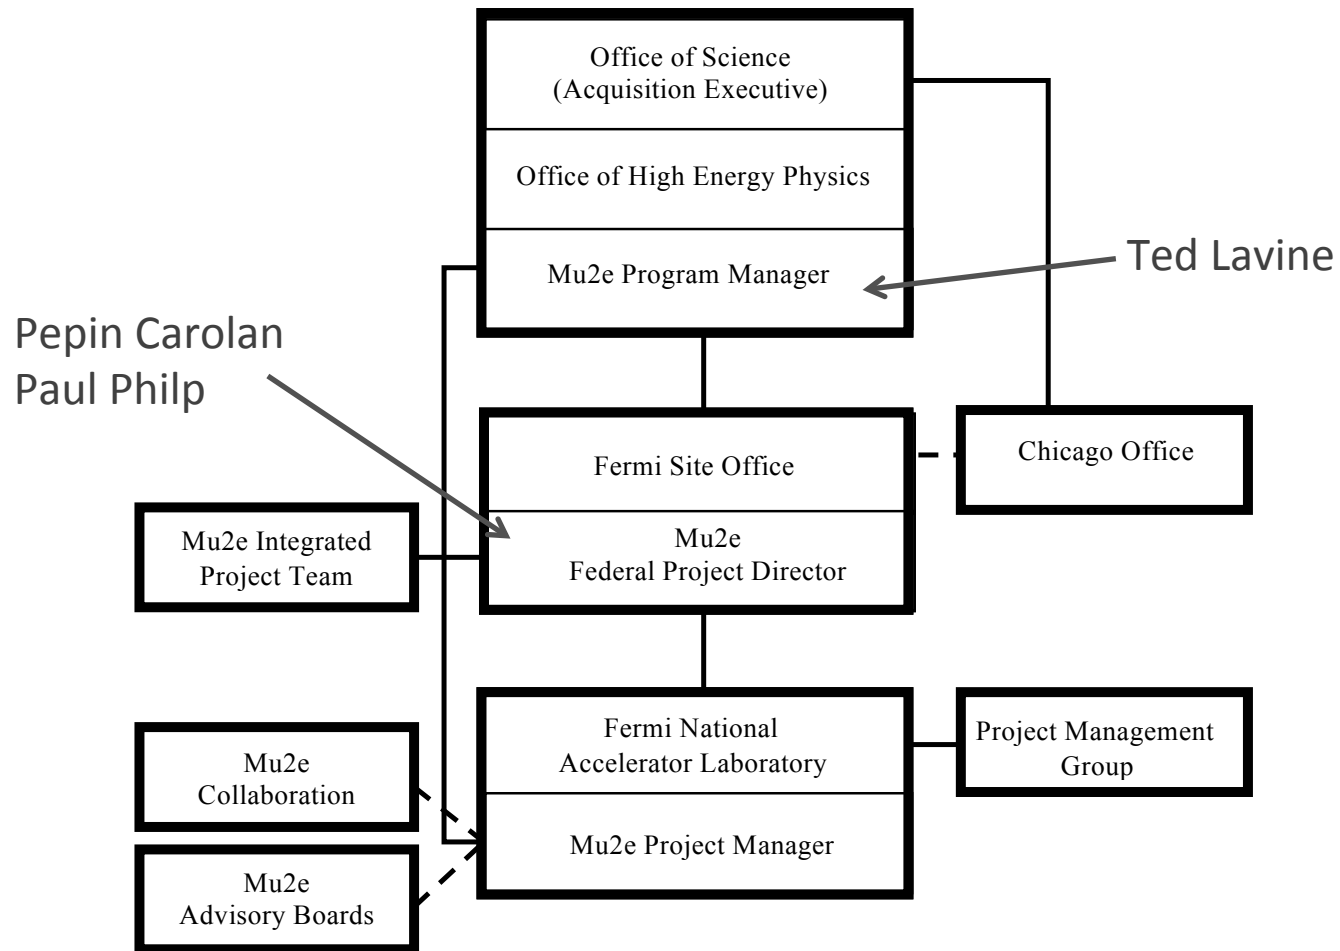 Office of Science
(Acquisition Executive)
Office of High Energy Physics
Mu2e Program Manager
Ted Lavine
Pepin Carolan
Paul Philp
Fermi Site Office
Chicago Office
Mu2e Integrated
Project Team
Mu2e
Federal Project Director
Fermi National
Accelerator Laboratory
Project Management
Group
Mu2e
Collaboration
Mu2e Project Manager
Mu2e
Advisory Boards